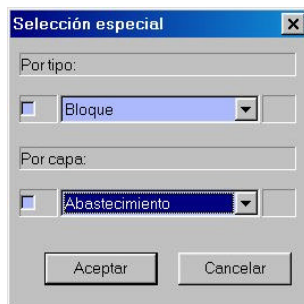 Selección especial
Por tipo:
Bloque
Por capa:
Abastecimiento
Aceptar Cancelar